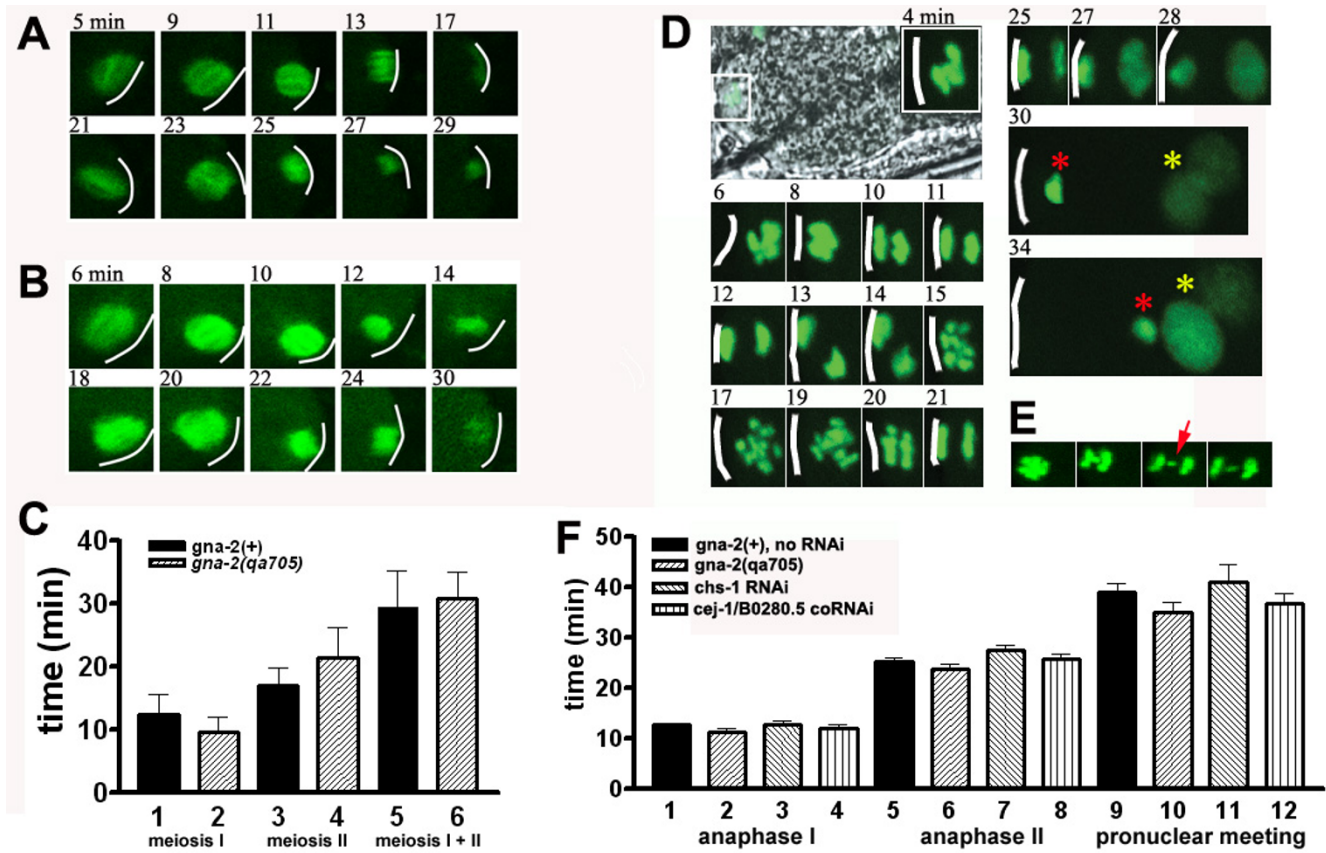 A
5 min 9 11 13 17
21 23 25 27 29
B
6 min 8 10 12 14
18 20 22 24 30
C
40
30
20
10
0
time (min)
gna-2(+)
gna-2(qa705)
1 2 3 4 5 6
meiosis I meiosis II meiosis I + II
D
4 min
6 8 10 11
12 13 14 15
17 19 20 21
25 27 28
30
* *
34
* *
E
F
50
40
30
20
10
0
time (min)
gna-2(+), no RNAi
gna-2(qa705)
chs-1 RNAi
cej-1/B0280.5 coRNAi
1 2 3 4 5 6 7 8 9 10 11 12
anaphase I anaphase II pronuclear meeting